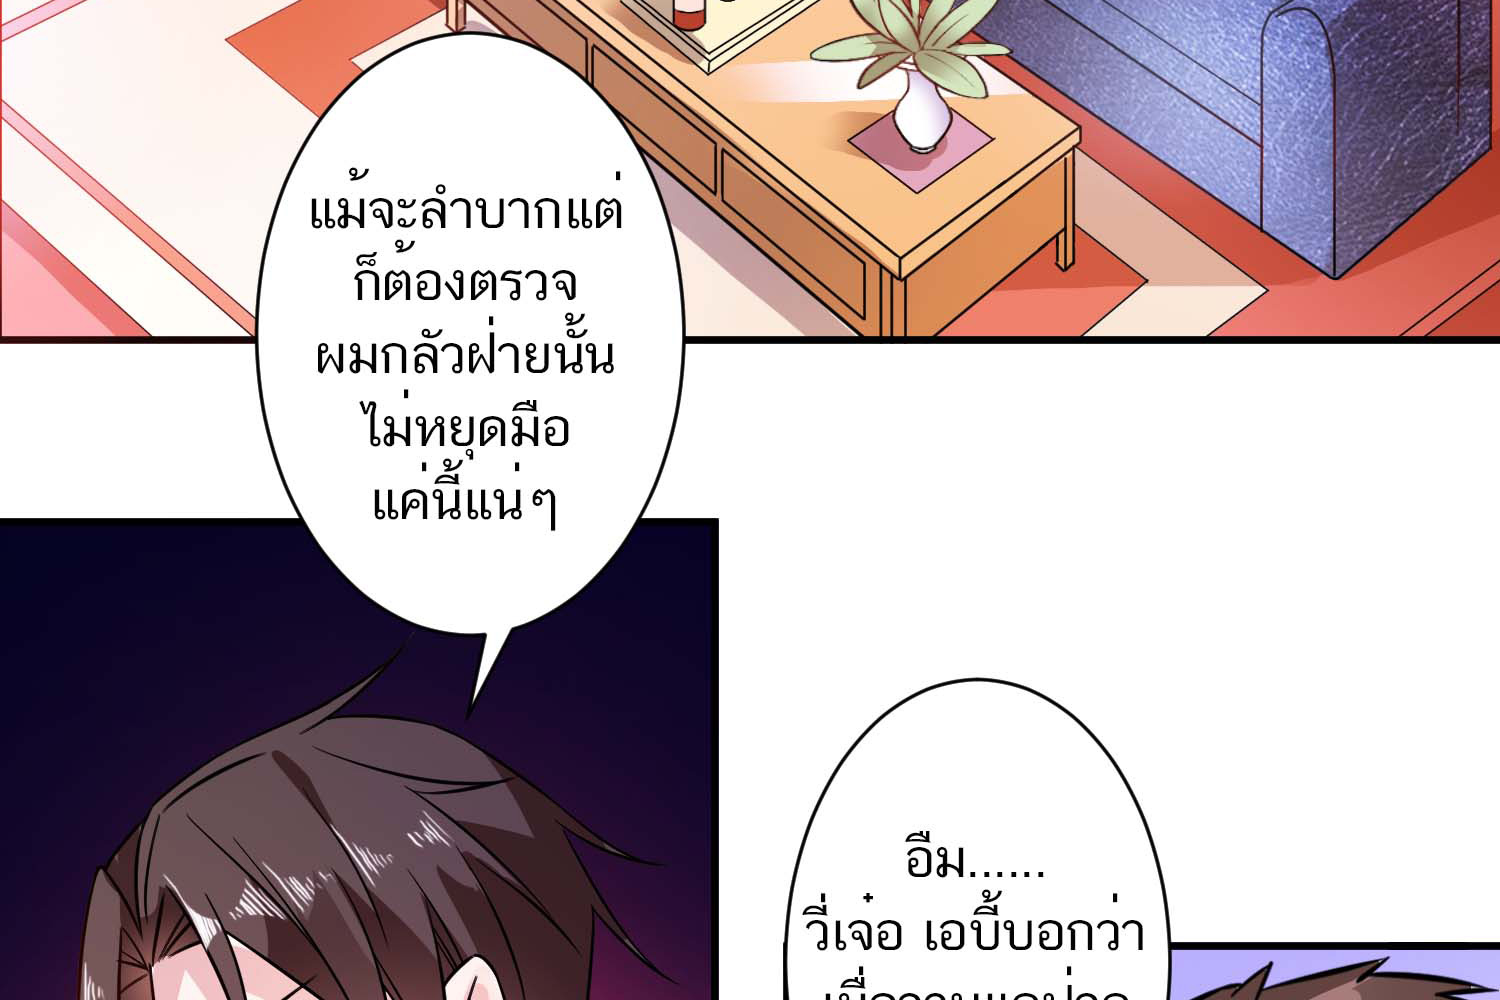 แม้จะลำบากแต่
ก็ต้องตรวจ
ผมกลัวฝ่ายนั้น
ไม่หยุดมือ
แค่นี้แน่ๆ
อืม......
วี่เจ๋อ เอบี้บอกว่า